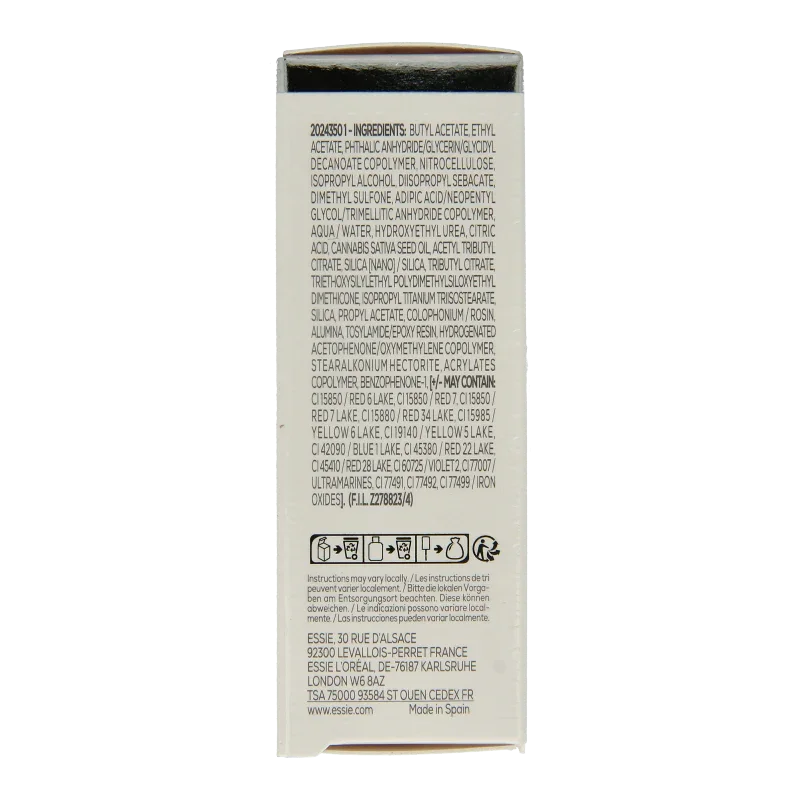 20243501 - INGREDIENTS: BUTYL ACETATE, ETHYL
ACETATE, PHTHALIC ANHYDRIDE/GLYCERIN/GLYCIDYL
DECANOATE COPOLYMER, NITROCELLULOSE,
ISOPROPYL ALCOHOL, DIISOPROPYL SEBACATE,
DIMETHYL SULFONE, ADIPIC ACID/NEOPENTYL
GLYCOL/TRIMELLITIC ANHYDRIDE COPOLYMER,
AQUA / WATER, HYDROXYETHYL UREA, CITRIC
ACID, CANNABIS SATIVA SEED OIL, ACETYL TRIBUTYL
CITRATE, SILICA [NANO] / SILICA, TRIBUTYL CITRATE,
TRIETHOXYSILYLETHYL POLYDIMETHYLSILOXYETHYL
DIMETHICONE, ISOPROPYL TITANIUM TRIISOSTEARATE,
SILICA, PROPYL ACETATE, COLOPHONIUM / ROSIN,
ALUMINA, TOSYLAMIDE/EPOXY RESIN, HYDROGENATED
ACETOPHENONE/OXYMETHYLENE COPOLYMER,
STEARALKONIUM HECTORITE, ACRYLATES
COPOLYMER, BENZOPHENONE-1, [+/- MAY CONTAIN:
CI 15850 / RED 6 LAKE, CI 15850 / RED 7, CI 15850 /
RED 7 LAKE, CI 15880 / RED 34 LAKE, CI 15985 /
YELLOW 6 LAKE, CI 19140 / YELLOW 5 LAKE,
CI 42090 / BLUE 1 LAKE, CI 45380 / RED 22 LAKE,
CI 45410 / RED 28 LAKE, CI 60725 / VIOLET 2, CI 77007 /
ULTRAMARINES, CI 77491, CI 77492, CI 77499 / IRON
OXIDES]. (F.I.L. Z278823/4)
Instructions may vary locally. / Les instructions de tri
peuvent varier localement. / Bitte die lokalen Vorga-
ben am Entsorgungsort beachten. Diese können
abweichen. / Le indicazioni possono variare local-
mente. / Las instrucciones pueden variar localmente.
ESSIE, 30 RUE D'ALSACE
92300 LEVALLOIS-PERRET FRANCE
ESSIE L'ORÉAL, DE-76187 KARLSRUHE
LONDON W6 8AZ
TSA 75000 93584 ST OUEN CEDEX FR
www.essie.com Made in Spain